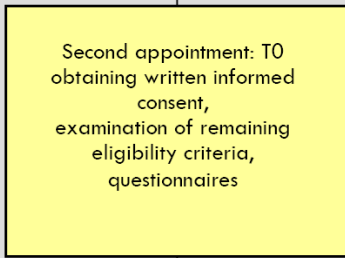 Second appointment: T0
obtaining written informed
consent,
examination of remaining
eligibility criteria,
questionnaires